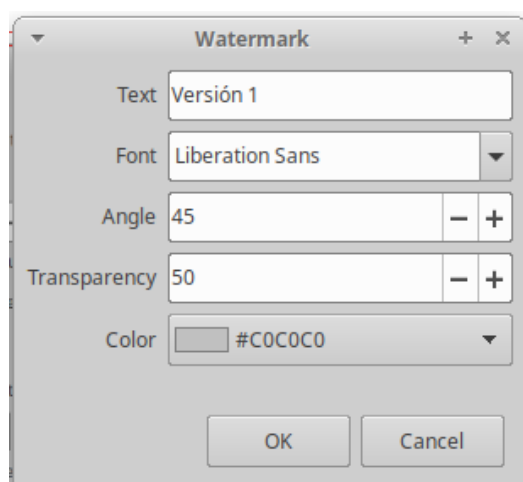 Watermark
Text Versión 1
Font Liberation Sans
Angle 45
Transparency 50
Color #C0C0C0
OK Cancel